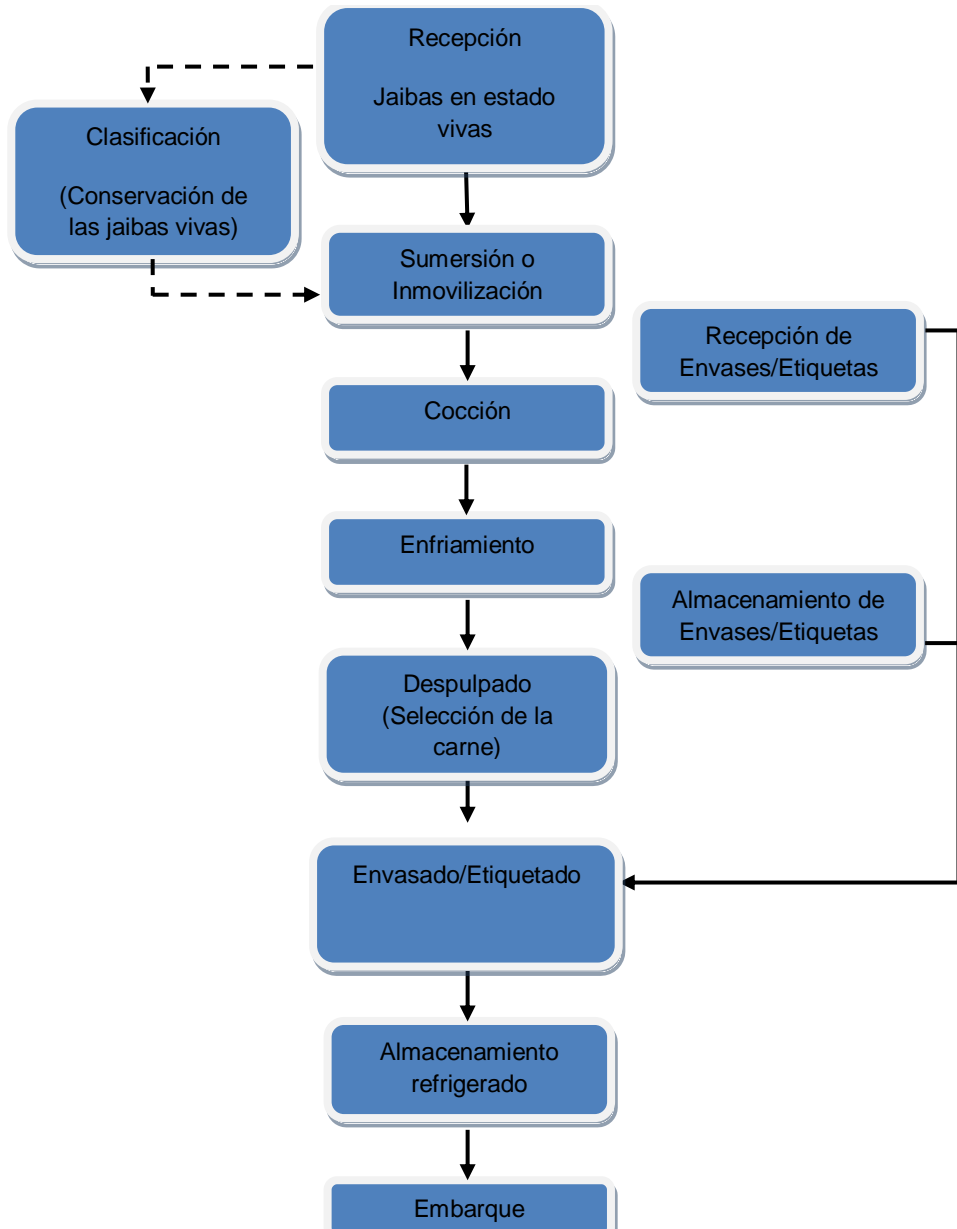 Recepción
Jaibas en estado
vivas
Clasificación
(Conservación de
las jaibas vivas)
Sumersión o
Inmovilización
Recepción de
Envases/Etiquetas
Cocción
Enfriamiento
Almacenamiento de
Envases/Etiquetas
Despulpado
(Selección de la
carne)
Envasado/Etiquetado
Almacenamiento
refrigerado
Embarque